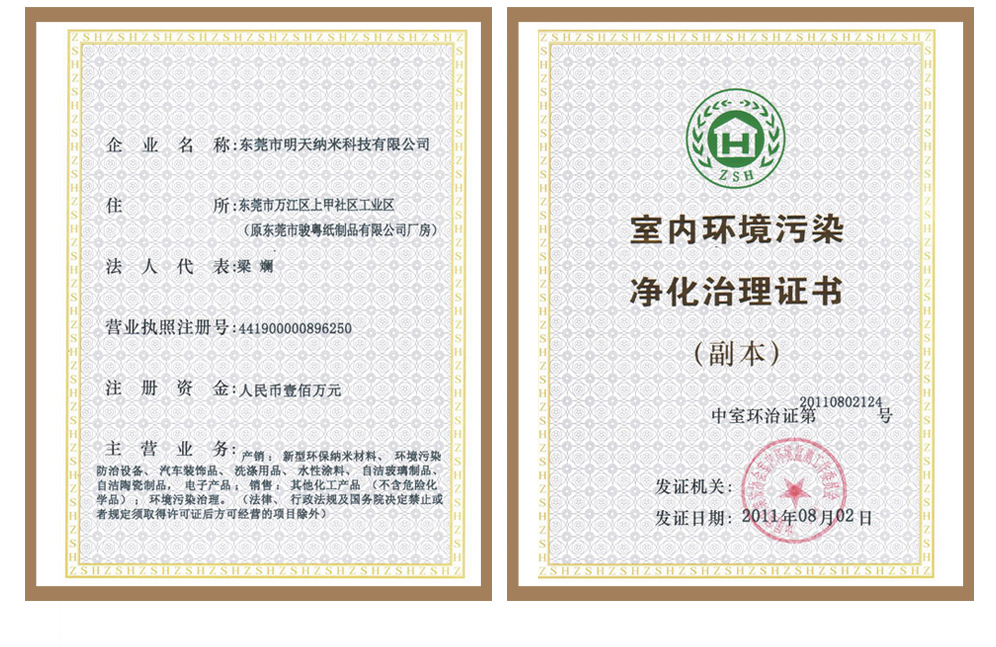 企业名称:东莞市明天纳米科技有限公司
住所:东莞市万江区上甲社区工业区
(原东莞市骏粤纸制品有限公司厂房)
法人代表:梁 斓
营业执照注册号:441900000896250
注册资金:人民币壹佰万元
主营业务:产销：新型环保纳米材料、环境污染
防治设备、汽车装饰品、洗涤用品、水性涂料、自洁玻璃制品、
自洁陶瓷制品，电子产品；销售：其他化工产品（不含危险化
学品）；环境污染治理。（法律、行政法规及国务院决定禁止或
者规定须取得许可证后方可经营的项目除外）
H
ZSH
室内环境污染
净化治理证书
(副本)
中室环治证第20110802124号
发证机关:
发证日期:2011年08月02日